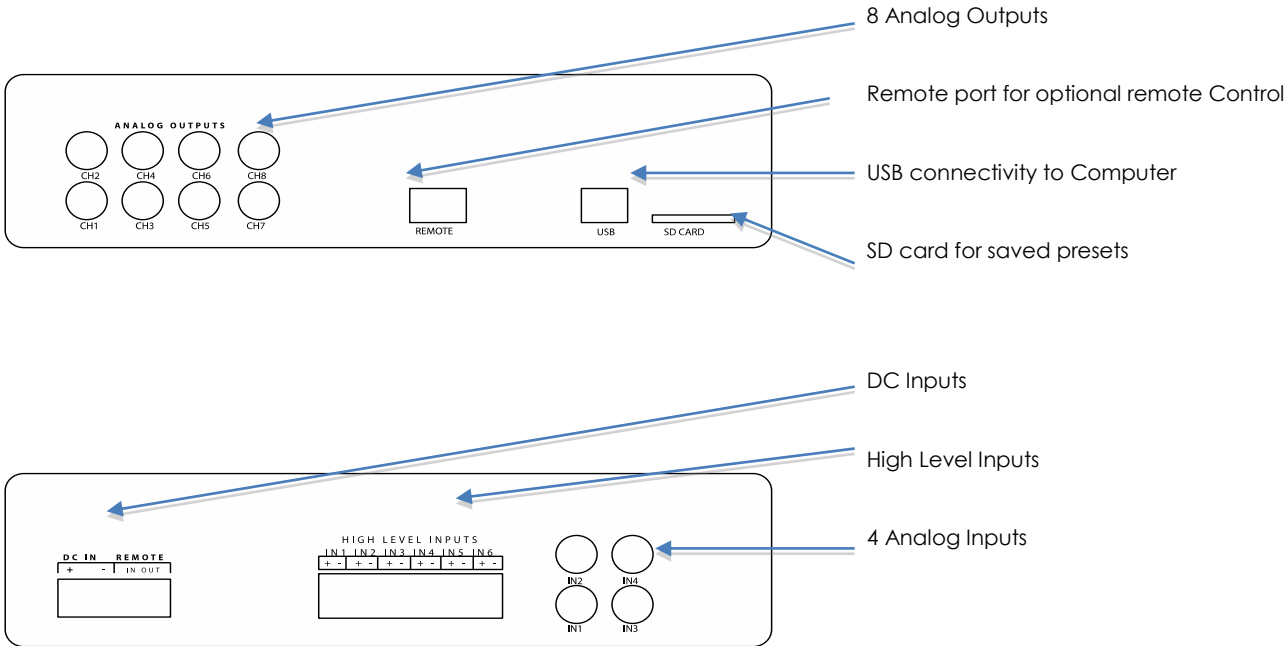 8 Analog Outputs
Remote port for optional remote Control
ANALOG OUTPUTS
CH2 CH4 CH6 CH8
USB connectivity to Computer
CH1 CH3 CH5 CH7
REMOTE USB SD CARD
SD card for saved presets
DC Inputs
High Level Inputs
4 Analog Inputs
DC IN REMOTE
+ - IN OUT
HIGH LEVEL INPUTS
IN1 IN2 IN3 IN4 IN5 IN6
+ - + - + - + - + - + -
IN2 IN4
IN1 IN3